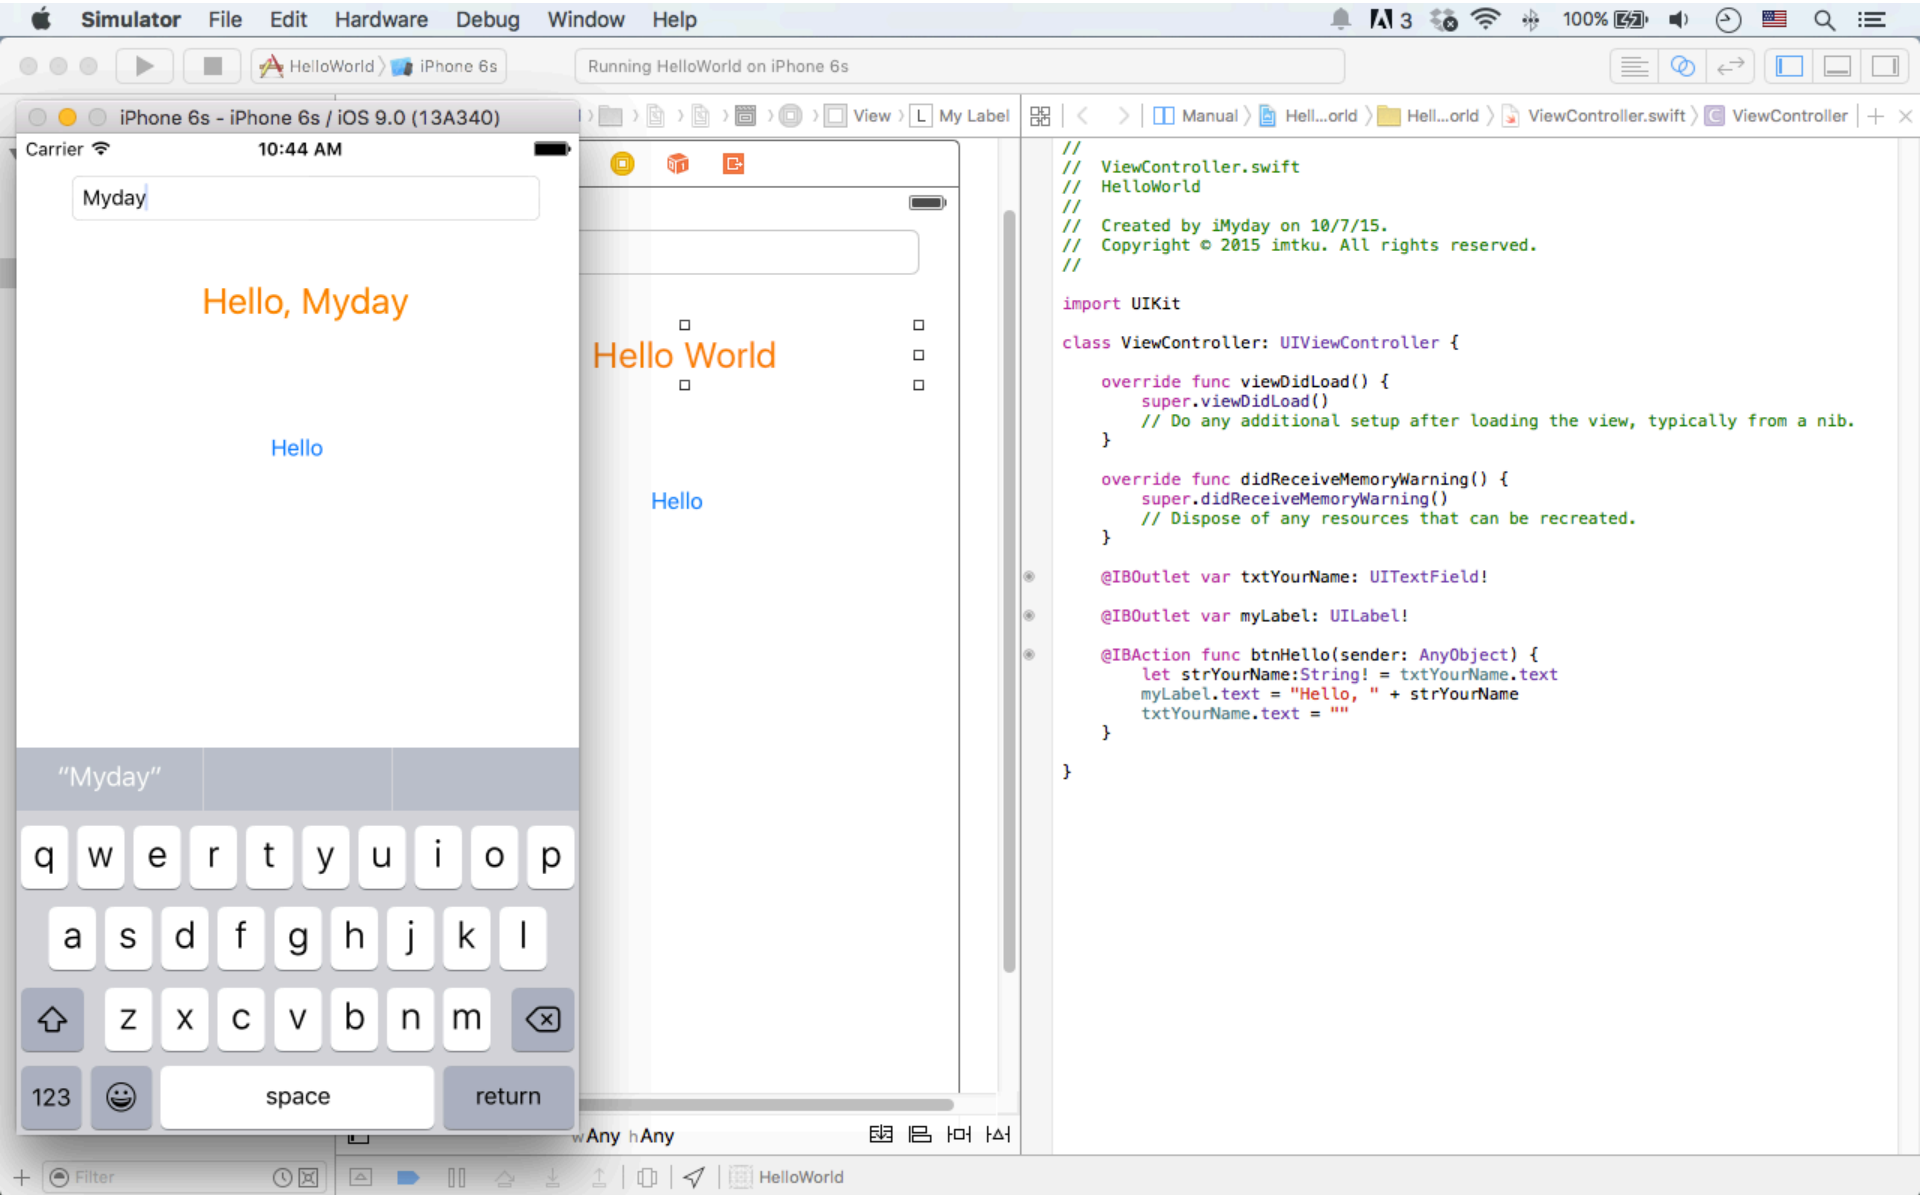 Simulator File Edit Hardware Debug Window Help 3 100%
HelloWorld iPhone 6s Running HelloWorld on iPhone 6s
iPhone 6s - iPhone 6s / iOS 9.0 (13A340)
View L My Label
Manual Hell...orld Hell...orld ViewController.swift C ViewController
Carrier 10:44 AM
Myday
Hello, Myday
Hello
"Myday"
q w e r t y u i o p
a s d f g h j k l
z x c v b n m
123 space return
Hello World
Hello
wAny hAny
//
//  ViewController.swift
//  HelloWorld
//
//  Created by iMyday on 10/7/15.
//  Copyright © 2015 imtku. All rights reserved.
//
import UIKit
class ViewController: UIViewController {
    override func viewDidLoad() {
        super.viewDidLoad()
        // Do any additional setup after loading the view, typically from a nib.
    }
    override func didReceiveMemoryWarning() {
        super.didReceiveMemoryWarning()
        // Dispose of any resources that can be recreated.
    }
    @IBOutlet var txtYourName: UITextField!
    @IBOutlet var myLabel: UILabel!
    @IBAction func btnHello(sender: AnyObject) {
        let strYourName:String! = txtYourName.text
        myLabel.text = "Hello, " + strYourName
        txtYourName.text = ""
    }
}
Filter
HelloWorld